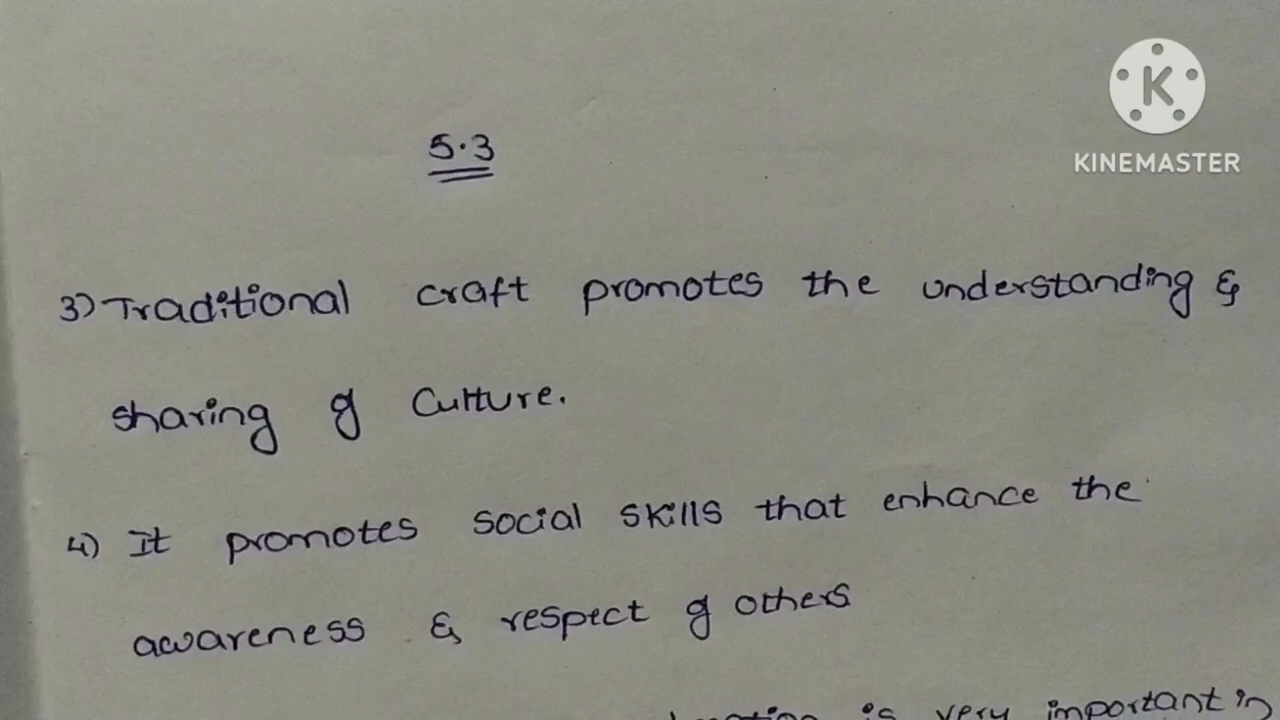 KINEMASTER
5.3
3) Traditional craft promotes the understanding &
sharing of Culture.
4) It promotes social skills that enhance the
awareness & respect of others
is very important in